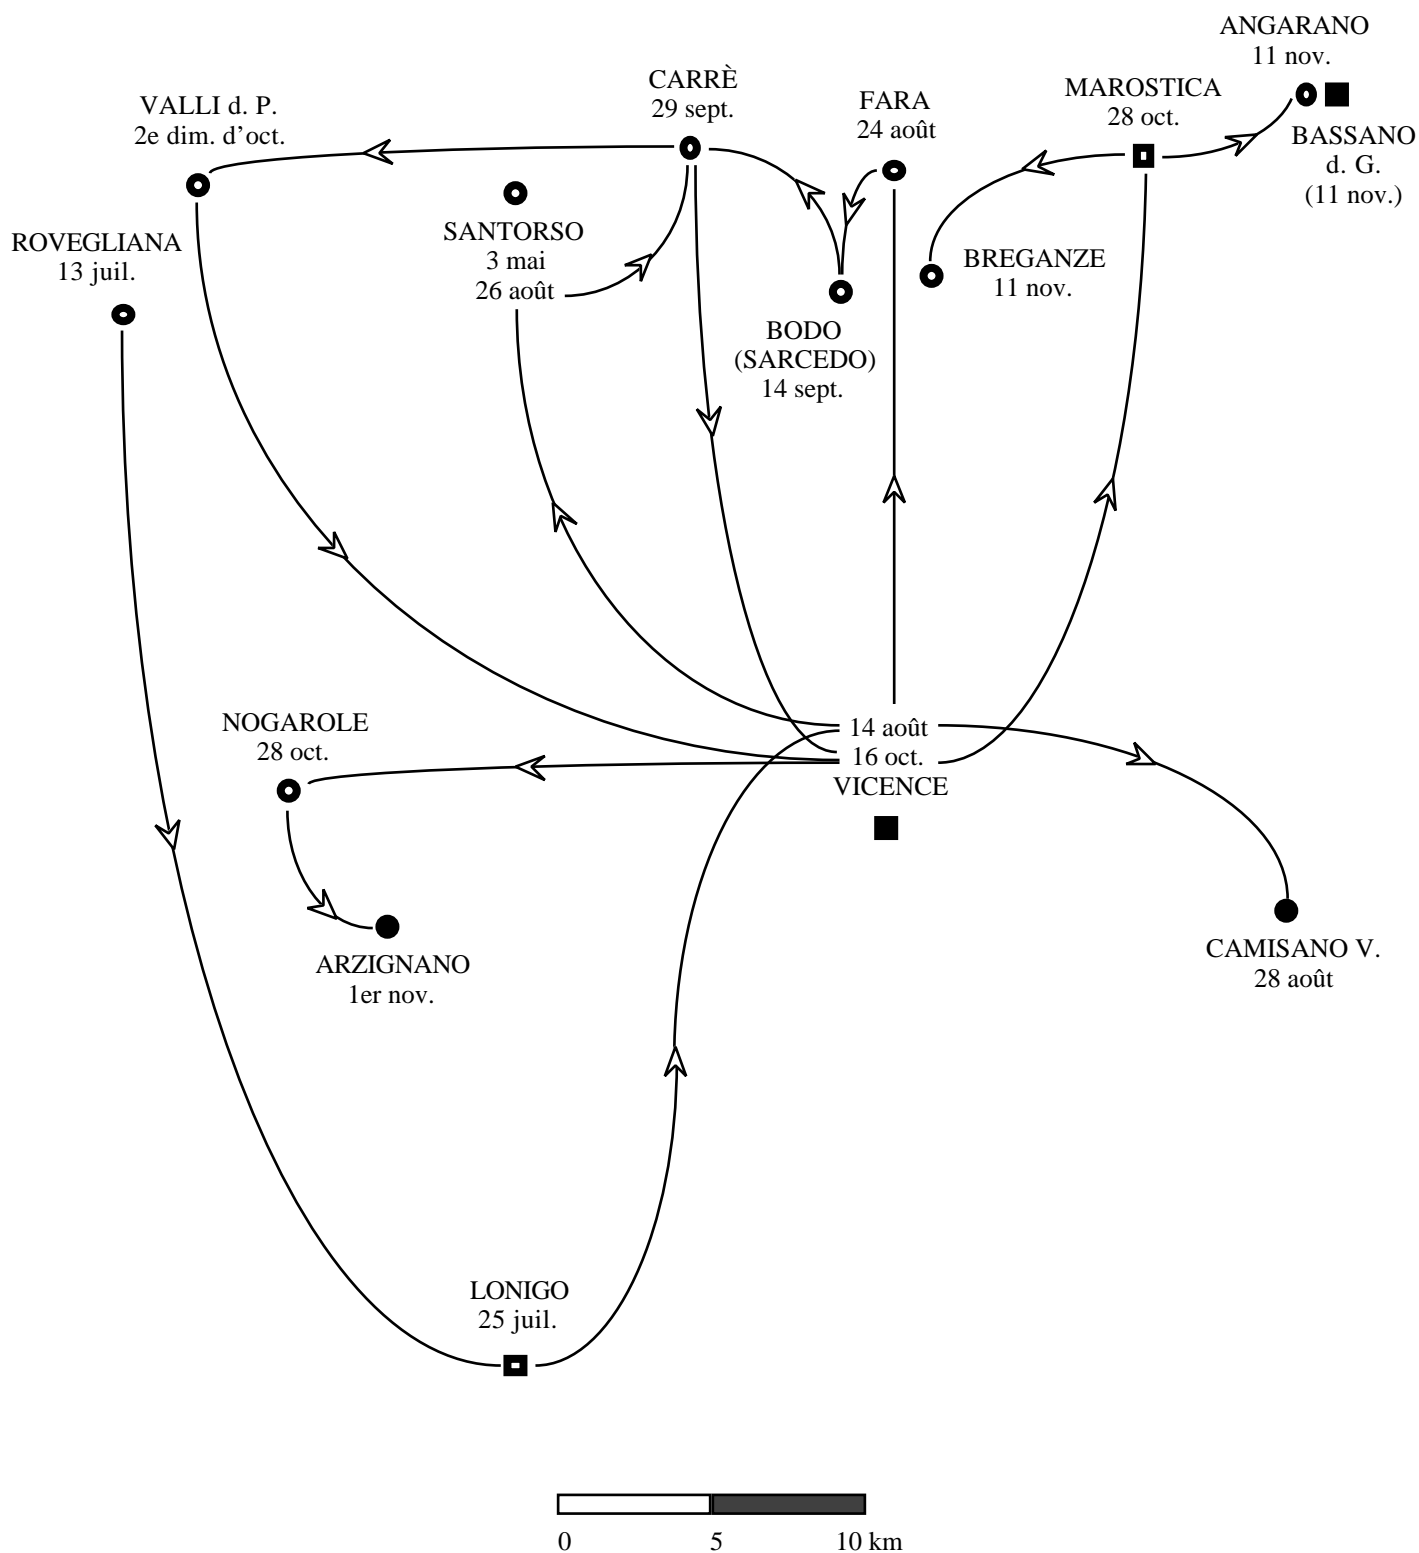 ANGARANO
11 nov.
CARRÈ
29 sept.
MAROSTICA
28 oct.
FARA
24 août
VALLI d. P.
2e dim. d’oct.
BASSANO
d. G.
(11 nov.)
ROVEGLIANA
13 juil.
SANTORSO
3 mai
26 août
BREGANZE
11 nov.
BODO
(SARCEDO)
14 sept.
NOGAROLE
28 oct.
14 août
16 oct.
VICENCE
ARZIGNANO
1er nov.
CAMISANO V.
28 août
LONIGO
25 juil.
0 5 10 km